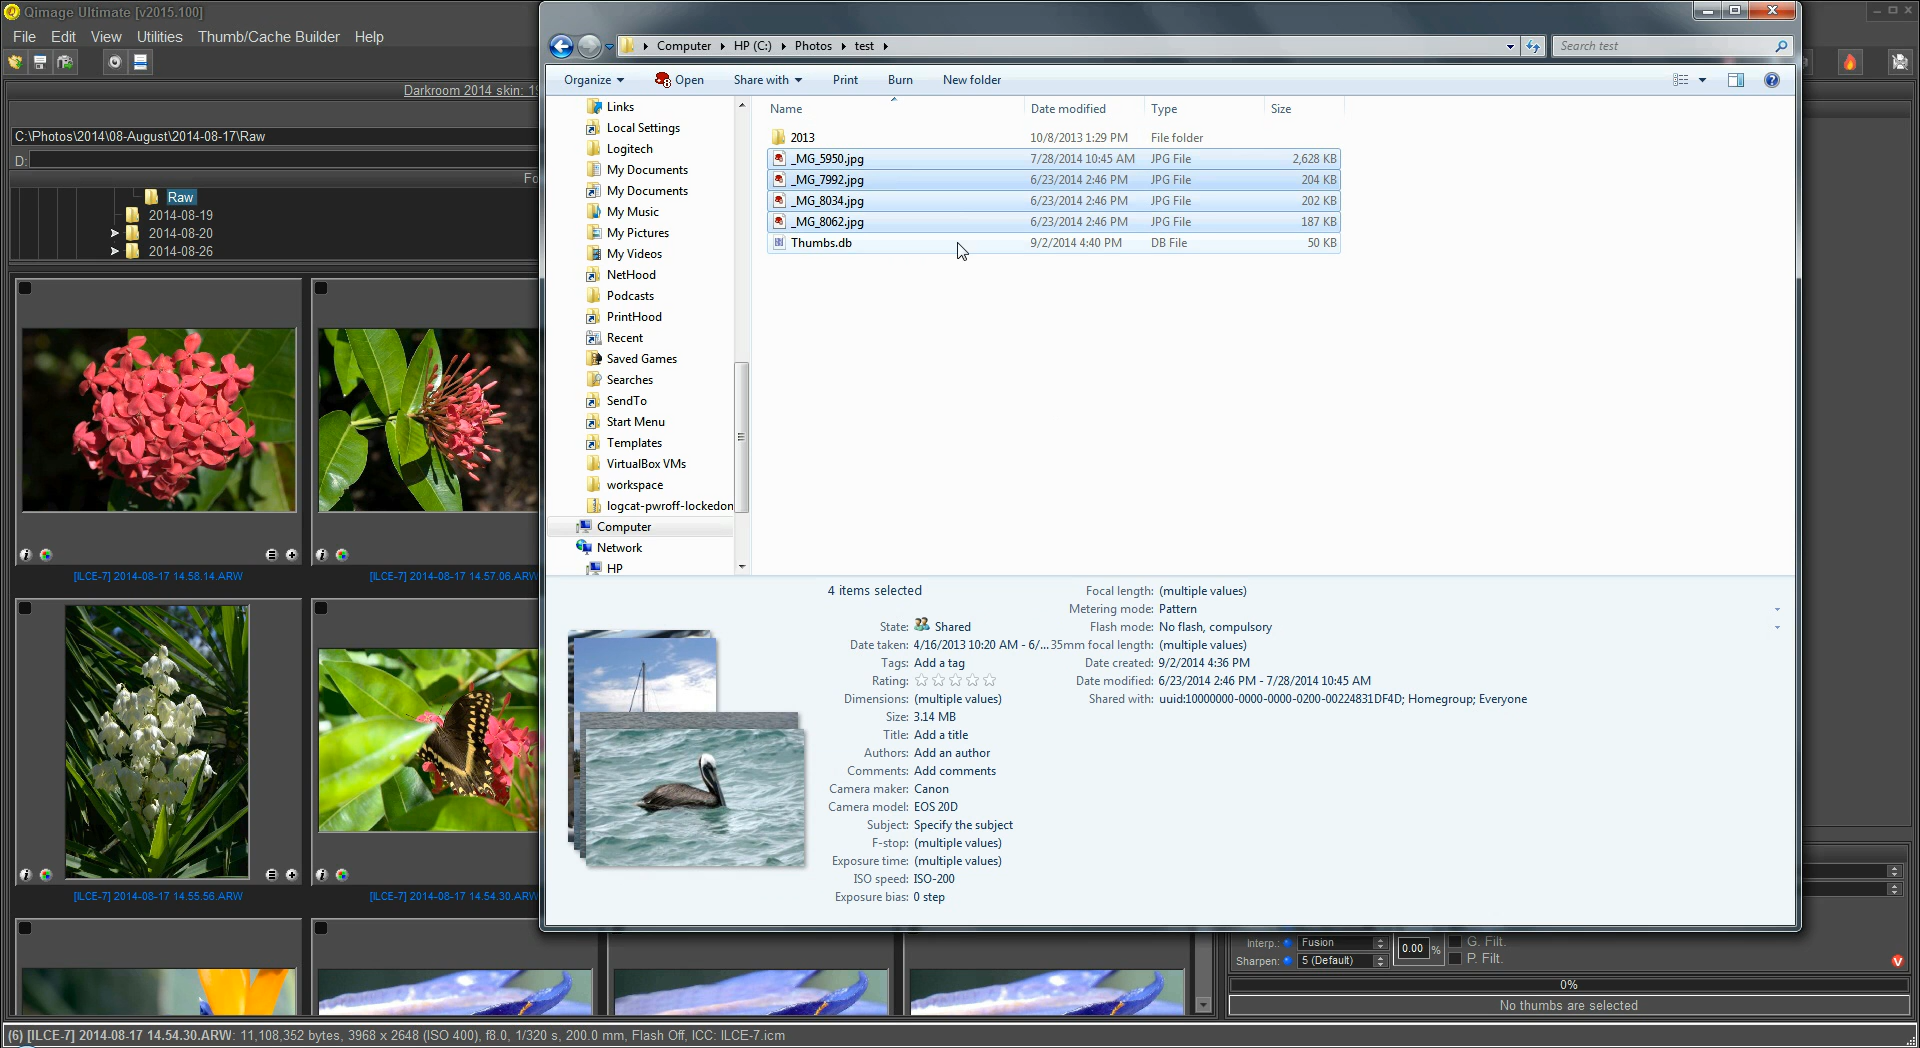 Qimage Ultimate [v2015.100]
File Edit View Utilities Thumb/Cache Builder Help
Darkroom 2014 skin:
C:\Photos\2014\08-August\2014-08-17\Raw
D:
Raw
2014-08-19
2014-08-20
2014-08-26
[ILCE-7] 2014-08-17 14.58.14.ARW
[ILCE-7] 2014-08-17 14.57.06.ARW
[ILCE-7] 2014-08-17 14.55.56.ARW
[ILCE-7] 2014-08-17 14.54.30.ARW
Computer HP (C:) Photos test
Search test
Organize Open Share with Print Burn New folder
Links
Local Settings
Logitech
My Documents
My Documents
My Music
My Pictures
My Videos
NetHood
Podcasts
PrintHood
Recent
Saved Games
Searches
SendTo
Start Menu
Templates
VirtualBox VMs
workspace
logcat-pwroff-lockedon
Computer
Network
HP
Name Date modified Type Size
2013 10/8/2013 1:29 PM File folder
_MG_5950.jpg 7/28/2014 10:45 AM JPG File 2,628 KB
_MG_7992.jpg 6/23/2014 2:46 PM JPG File 204 KB
_MG_8034.jpg 6/23/2014 2:46 PM JPG File 202 KB
_MG_8062.jpg 6/23/2014 2:46 PM JPG File 187 KB
Thumbs.db 9/2/2014 4:40 PM DB File 50 KB
4 items selected
State: Shared
Date taken: 4/16/2013 10:20 AM - 6/...
Tags: Add a tag
Rating:
Dimensions: (multiple values)
Size: 3.14 MB
Title: Add a title
Authors: Add an author
Comments: Add comments
Camera maker: Canon
Camera model: EOS 20D
Subject: Specify the subject
F-stop: (multiple values)
Exposure time: (multiple values)
ISO speed: ISO-200
Exposure bias: 0 step
Focal length: (multiple values)
Metering mode: Pattern
Flash mode: No flash, compulsory
35mm focal length: (multiple values)
Date created: 9/2/2014 4:36 PM
Date modified: 6/23/2014 2:46 PM - 7/28/2014 10:45 AM
Shared with: uuid:10000000-0000-0000-0200-00224831DF4D; Homegroup; Everyone
Interp.: Fusion 0.00 % G. Filt.
Sharpen: 5 (Default) P. Filt.
0%
No thumbs are selected
(6) [ILCE-7] 2014-08-17 14.54.30.ARW: 11,108,352 bytes, 3968 x 2648 (ISO 400), f8.0, 1/320 s, 200.0 mm, Flash Off, ICC: ILCE-7.icm